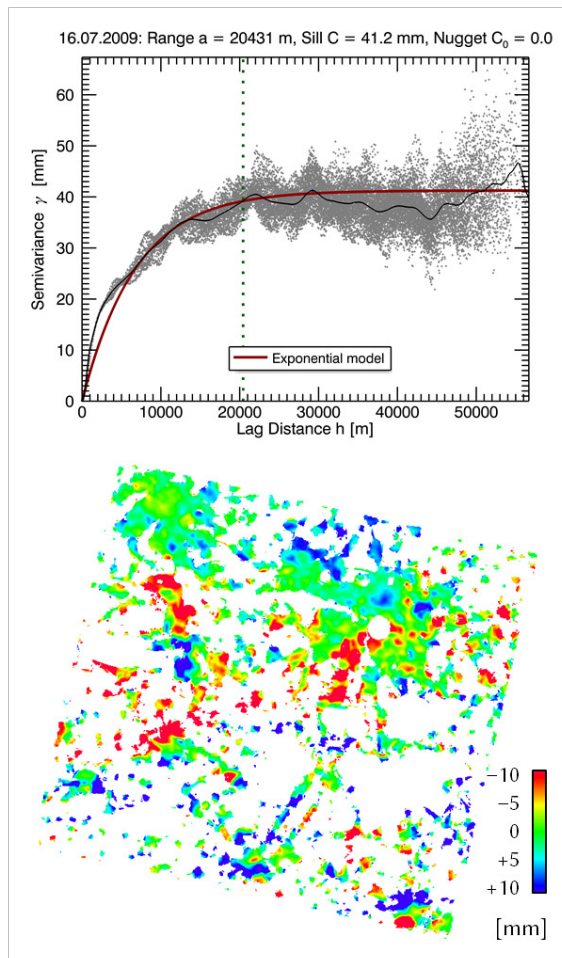 16.07.2009: Range a = 20431 m, Sill C = 41.2 mm, Nugget C₀ = 0.0
60
50
40
30
20
10
0
Semivariance γ [mm]
Exponential model
0 10000 20000 30000 40000 50000
Lag Distance h [m]
−10
−5
0
+5
+10
[mm]